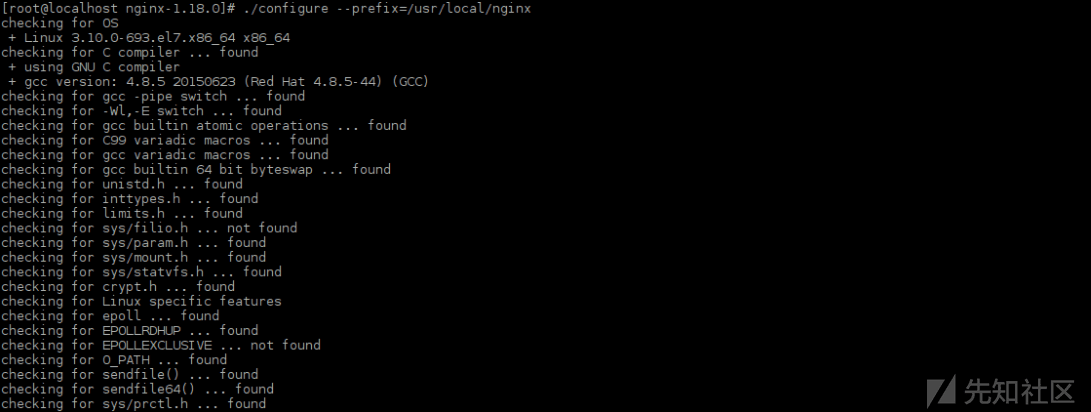 [root@localhost nginx-1.18.0]# ./configure --prefix=/usr/local/nginx
checking for OS
 + Linux 3.10.0-693.el7.x86_64 x86_64
checking for C compiler ... found
 + using GNU C compiler
 + gcc version: 4.8.5 20150623 (Red Hat 4.8.5-44) (GCC)
checking for gcc -pipe switch ... found
checking for -Wl,-E switch ... found
checking for gcc builtin atomic operations ... found
checking for C99 variadic macros ... found
checking for gcc variadic macros ... found
checking for gcc builtin 64 bit byteswap ... found
checking for unistd.h ... found
checking for inttypes.h ... found
checking for limits.h ... found
checking for sys/filio.h ... not found
checking for sys/param.h ... found
checking for sys/mount.h ... found
checking for sys/statvfs.h ... found
checking for crypt.h ... found
checking for Linux specific features
checking for epoll ... found
checking for EPOLLRDHUP ... found
checking for EPOLLEXCLUSIVE ... not found
checking for O_PATH ... found
checking for sendfile() ... found
checking for sendfile64() ... found
checking for sys/prctl.h ... found
先知社区